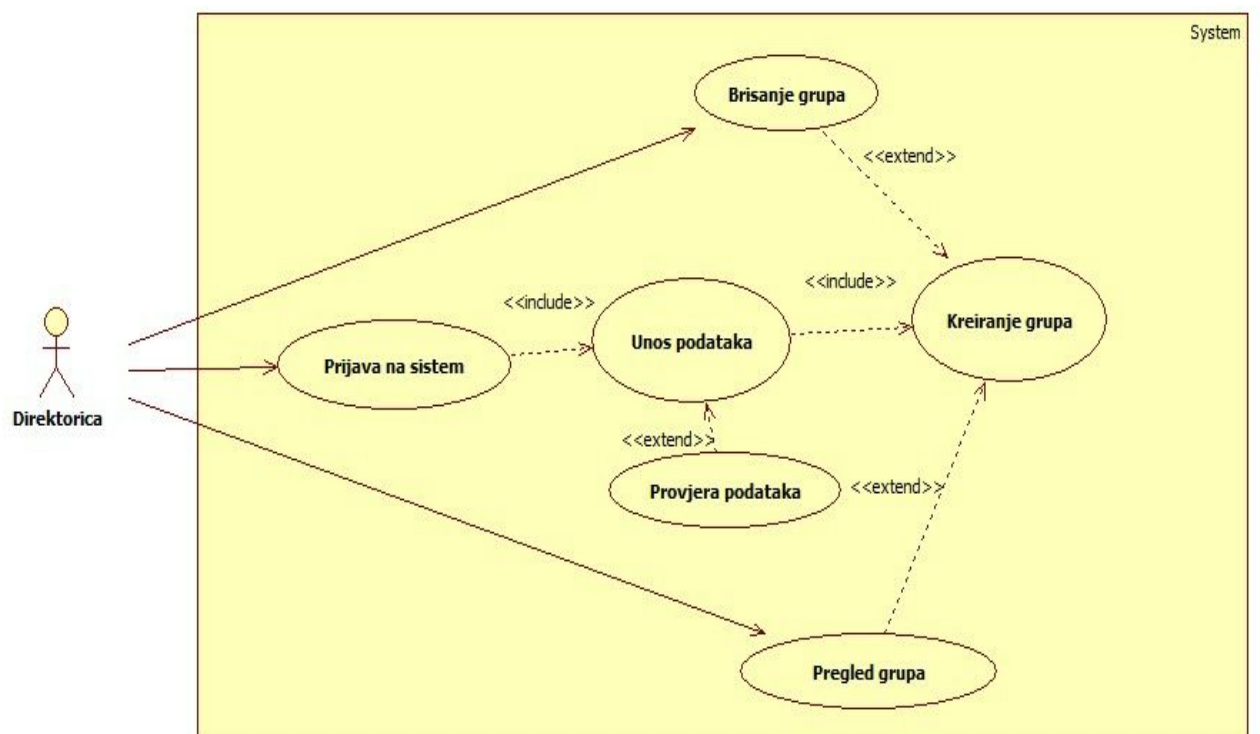 System
Brisanje grupa
<<extend>>
<<include>>
<<include>>
Kreiranje grupa
Unos podataka
Prijava na sistem
Direktorica
<<extend>>
Provjera podataka
<<extend>>
Pregled grupa